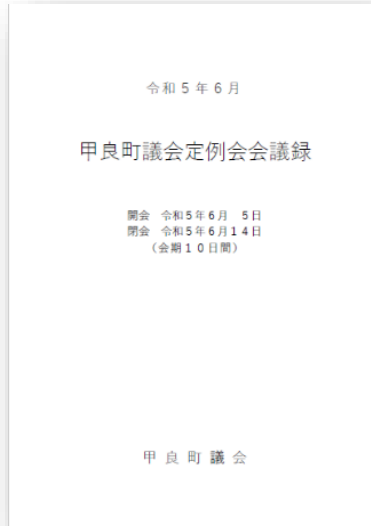 令和５年６月
甲良町議会定例会会議録
開会　令和５年６月　５日
閉会　令和５年６月１４日
（会期１０日間）
甲 良 町 議 会